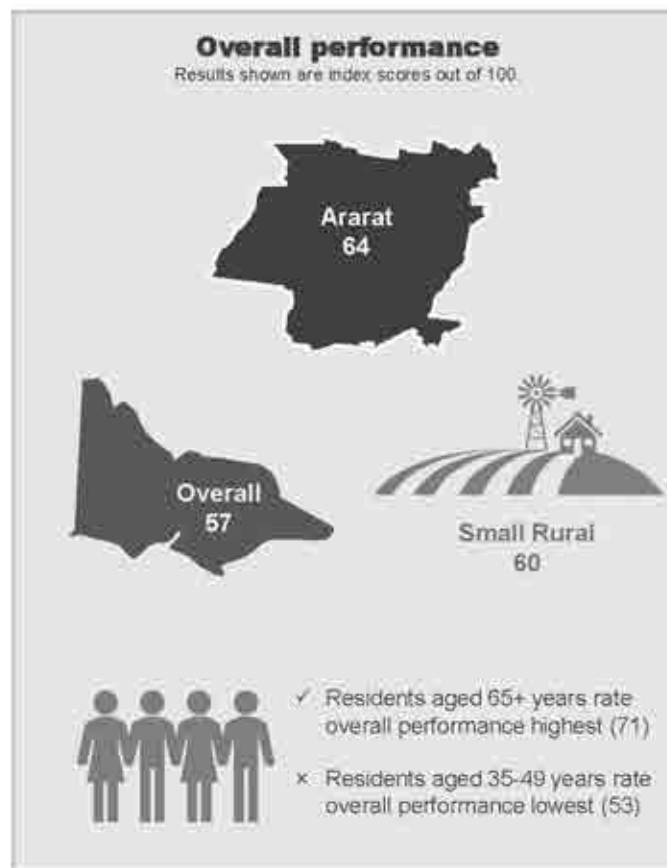 Overall performance
Results shown are index scores out of 100.
Ararat
64
Overall
57
Small Rural
60
✓ Residents aged 65+ years rate
overall performance highest (71)
× Residents aged 35-49 years rate
overall performance lowest (53)